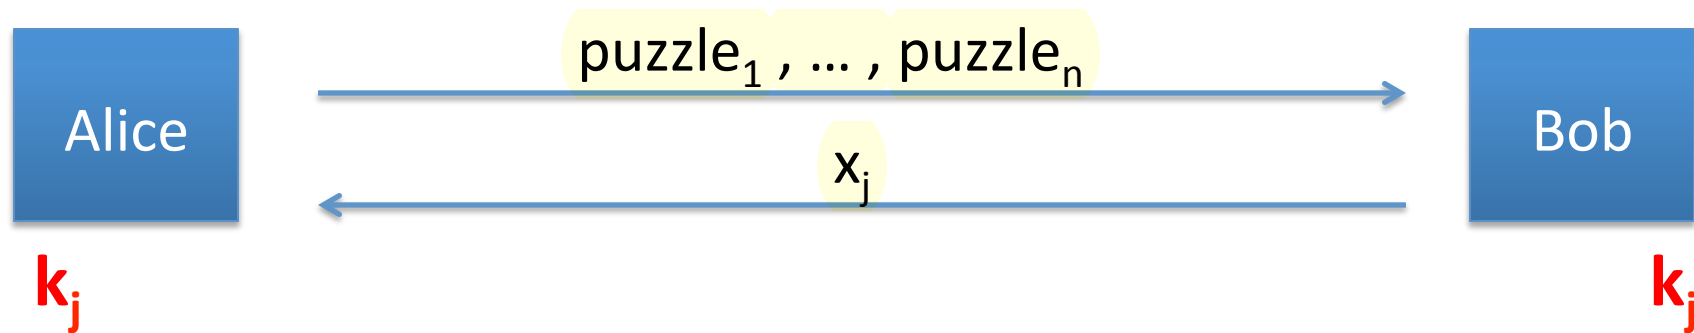 puzzle₁ , … , puzzleₙ
Alice
Bob
xⱼ
kⱼ
kⱼ